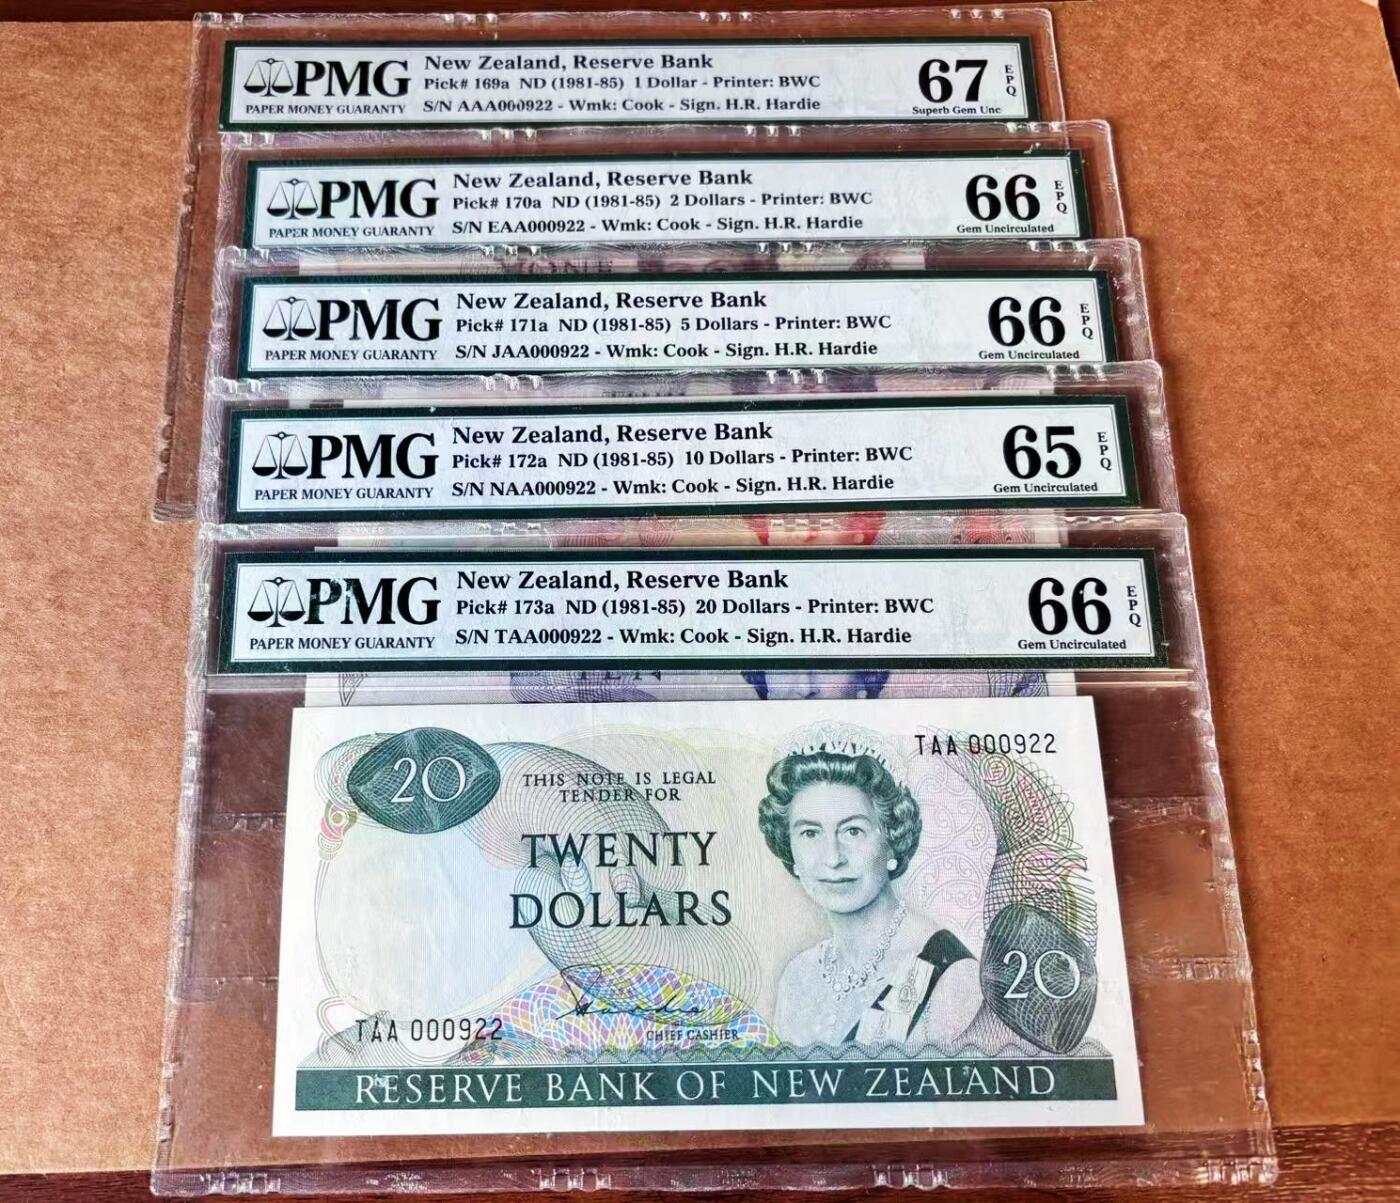 PMG
PAPER MONEY GUARANTY
New Zealand, Reserve Bank
Pick# 169a ND (1981-85) 1 Dollar - Printer: BWC
S/N AAA000922 - Wmk: Cook - Sign. H.R. Hardie
67
EPQ
Superb Gem Unc
PMG
PAPER MONEY GUARANTY
New Zealand, Reserve Bank
Pick# 170a ND (1981-85) 2 Dollars - Printer: BWC
S/N EAA000922 - Wmk: Cook - Sign. H.R. Hardie
66
EPQ
Gem Uncirculated
PMG
PAPER MONEY GUARANTY
New Zealand, Reserve Bank
Pick# 171a ND (1981-85) 5 Dollars - Printer: BWC
S/N JAA000922 - Wmk: Cook - Sign. H.R. Hardie
66
EPQ
Gem Uncirculated
PMG
PAPER MONEY GUARANTY
New Zealand, Reserve Bank
Pick# 172a ND (1981-85) 10 Dollars - Printer: BWC
S/N NAA000922 - Wmk: Cook - Sign. H.R. Hardie
65
EPQ
Gem Uncirculated
PMG
PAPER MONEY GUARANTY
New Zealand, Reserve Bank
Pick# 173a ND (1981-85) 20 Dollars - Printer: BWC
S/N TAA000922 - Wmk: Cook - Sign. H.R. Hardie
66
EPQ
Gem Uncirculated
TEN
TAA 000922
20
THIS NOTE IS LEGAL
TENDER FOR
TWENTY
DOLLARS
20
TAA 000922
CHIEF CASHIER
RESERVE BANK OF NEW ZEALAND